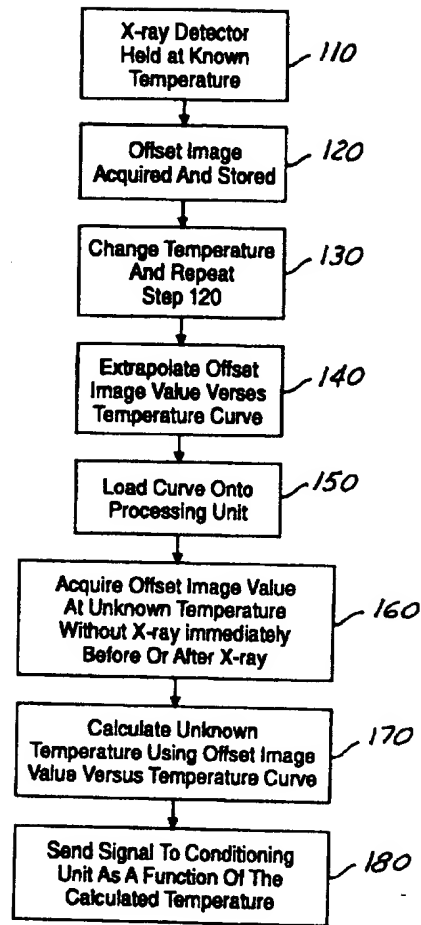 X-ray Detector
Held at Known
Temperature
110
Offset Image
Acquired And Stored
120
Change Temperature
And Repeat
Step 120
130
Extrapolate Offset
Image Value Verses
Temperature Curve
140
Load Curve Onto
Processing Unit
150
Acquire Offset Image Value
At Unknown Temperature
Without X-ray immediately
Before Or After X-ray
160
Calculate Unknown
Temperature Using Offset Image
Value Versus Temperature Curve
170
Send Signal To Conditioning
Unit As A Function Of The
Calculated Temperature
180